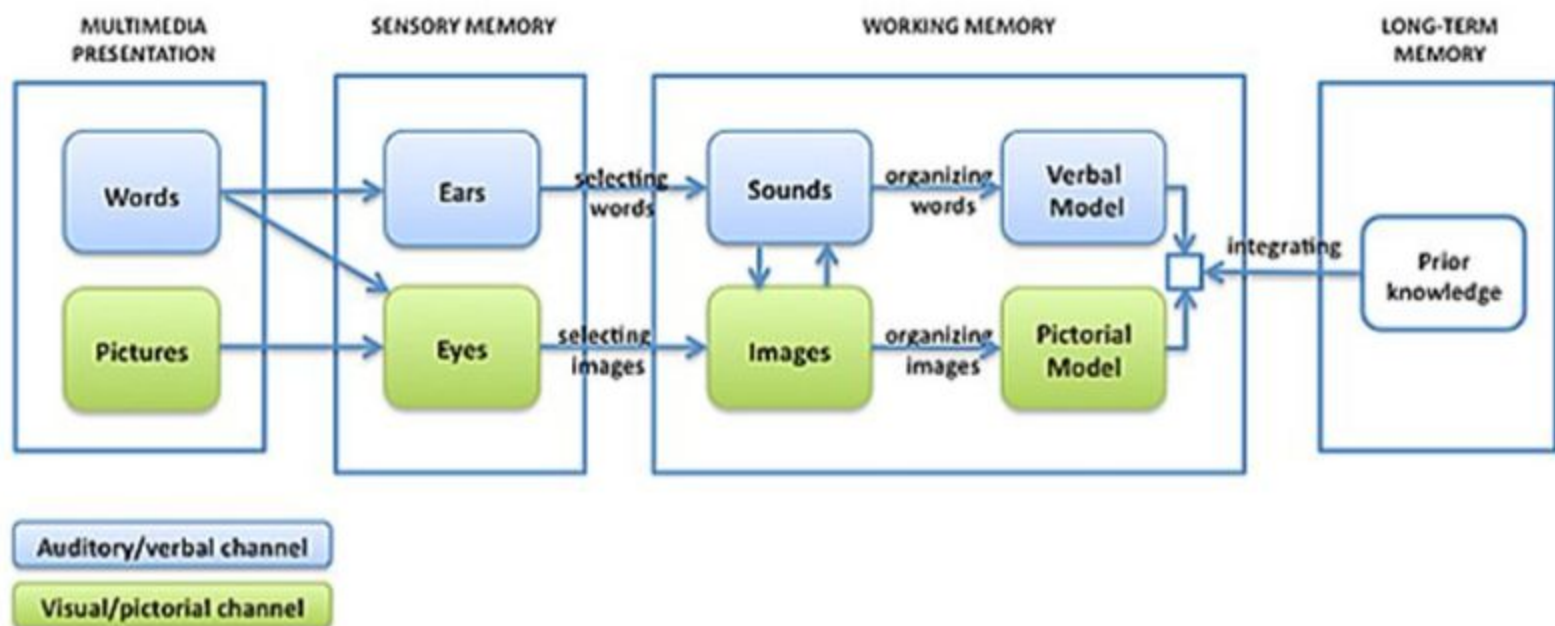 MULTIMEDIA
PRESENTATION
SENSORY MEMORY
WORKING MEMORY
LONG-TERM
MEMORY
Words
Ears
selecting
words
Sounds
organizing
words
Verbal
Model
Pictures
Eyes
selecting
images
Images
organizing
images
Pictorial
Model
integrating
Prior
knowledge
Auditory/verbal channel
Visual/pictorial channel